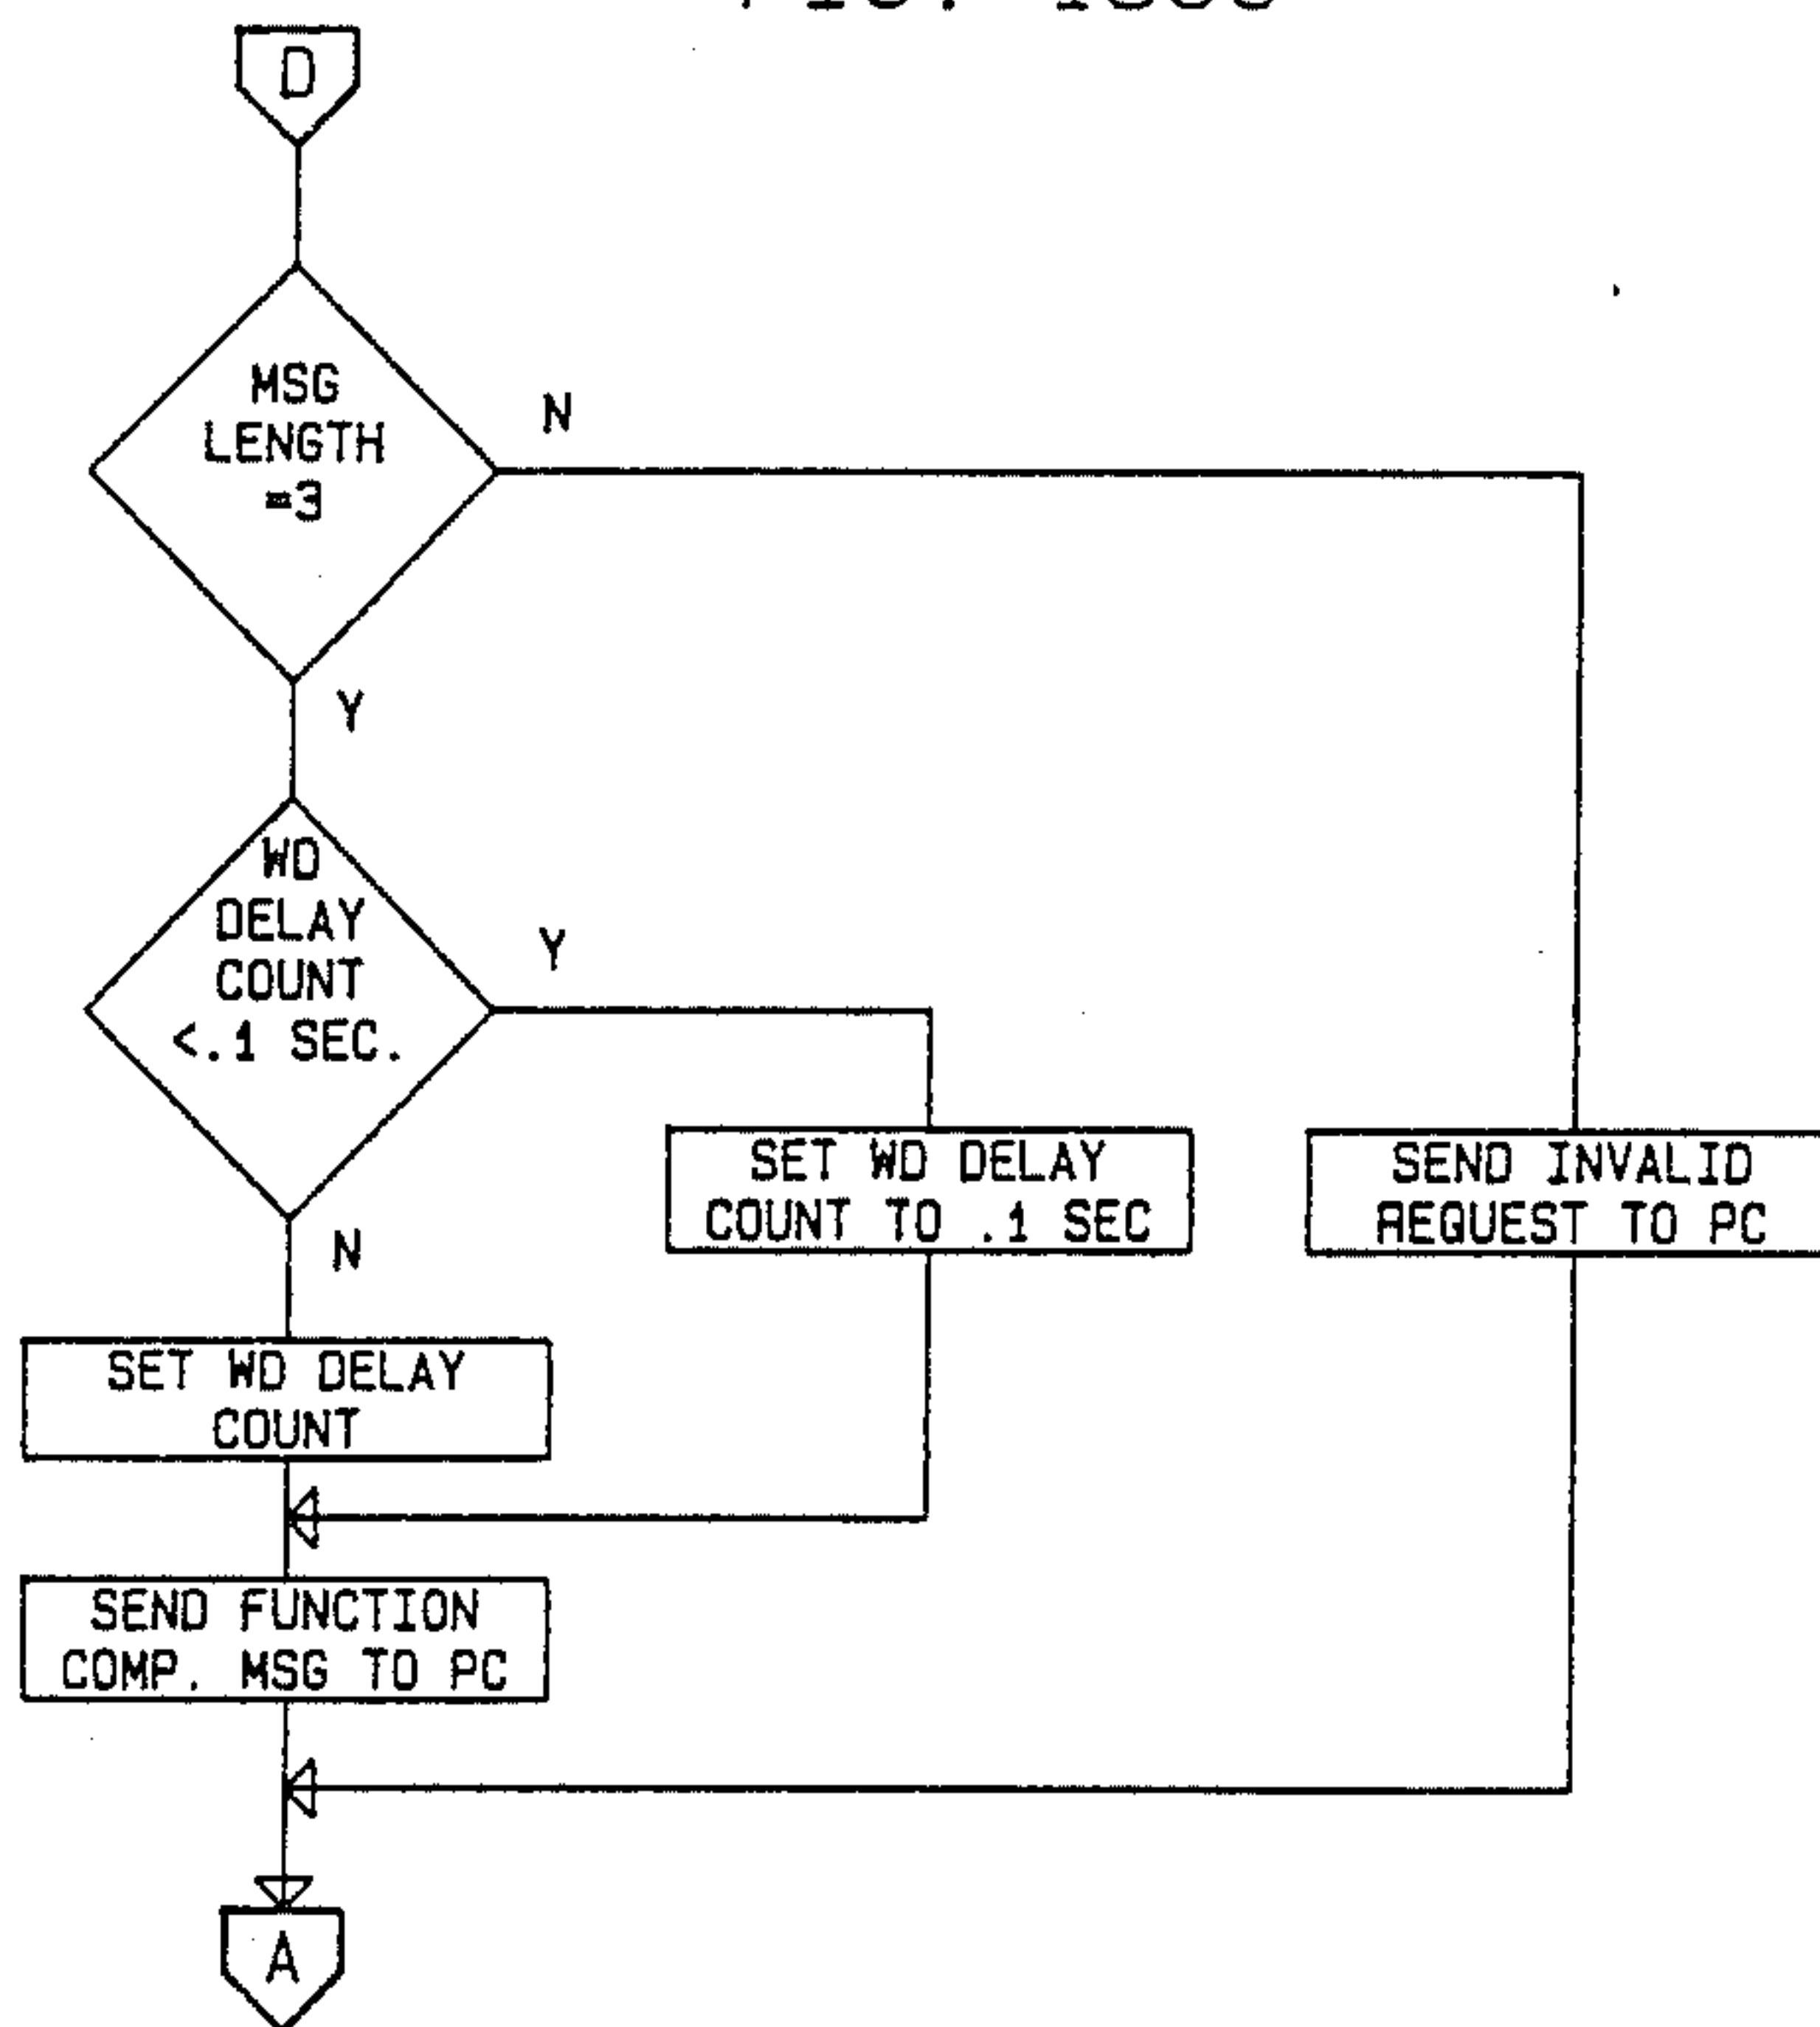 D
MSG
LENGTH
=3
N
Y
WD
DELAY
COUNT
<.1 SEC.
Y
N
SET WD DELAY
COUNT TO .1 SEC
SEND INVALID
REQUEST TO PC
SET WD DELAY
COUNT
SEND FUNCTION
COMP. MSG TO PC
A